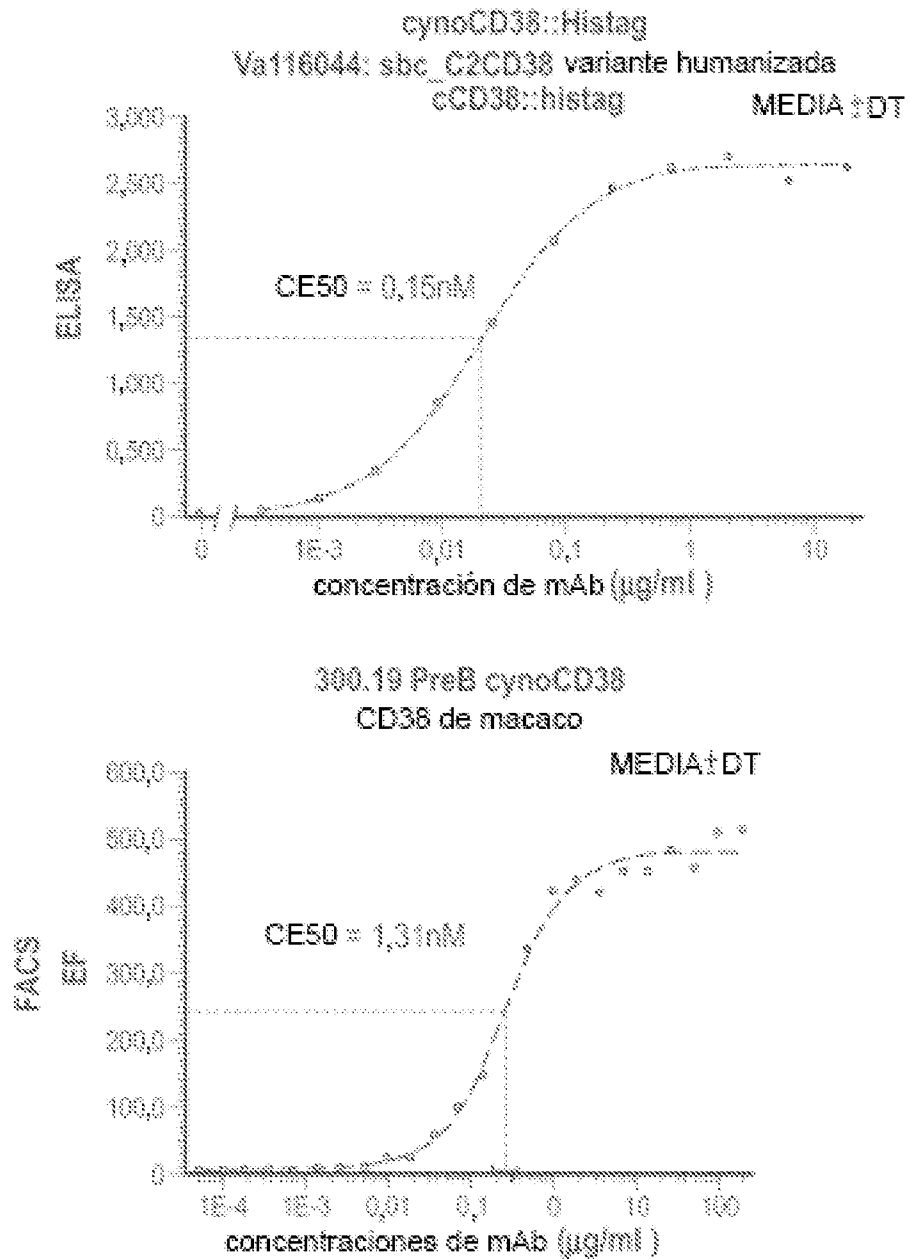 cynoCD38::Histag
Va116044: sbc_C2CD38 variante humanizada
cCD38::histag
MEDIA ± DT
3,000
2,500
2,000
1,500
1,000
0,500
0
ELISA
CE50 = 0,15nM
0
1E-3
0,01
0,1
1
10
concentración de mAb (µg/ml )
300.19 PreB cynoCD38
CD38 de macaco
MEDIA±DT
600,0
500,0
400,0
300,0
200,0
100,0
0
FACS
EF
CE50 = 1,31nM
1E-4
1E-3
0,01
0,1
0
10
100
concentraciones de mAb (µg/ml )